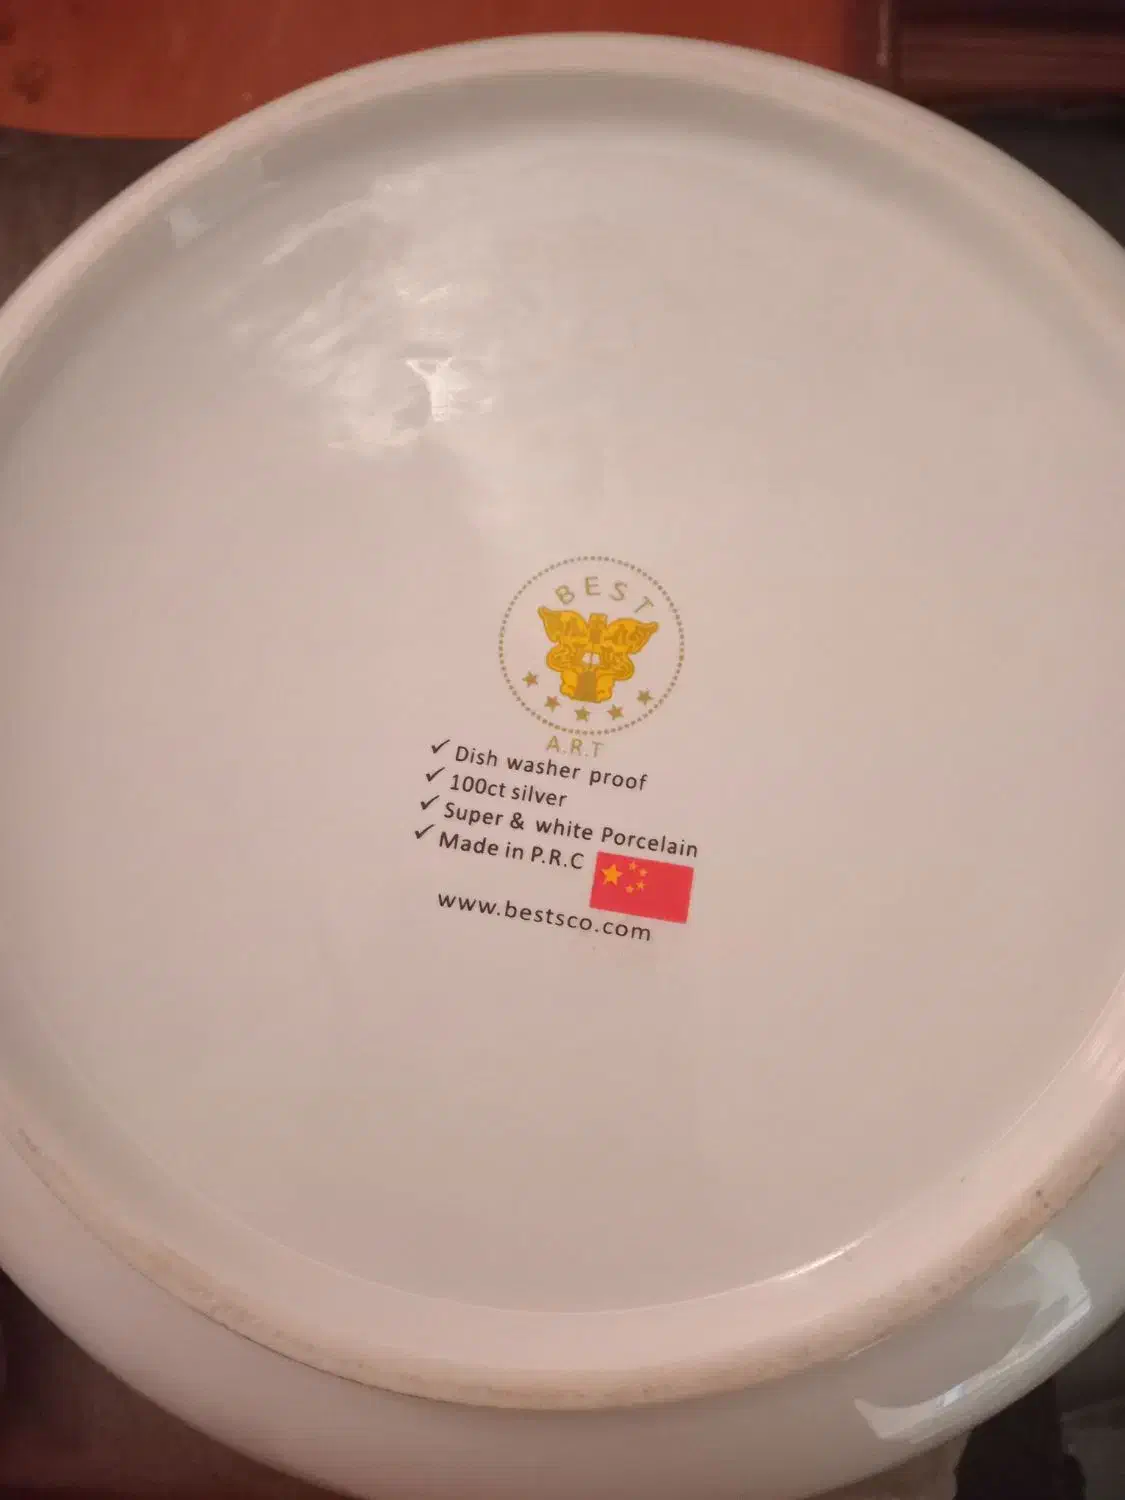 BEST
A.R.T
✓ Dish washer proof
✓ 100ct silver
✓ Super & white Porcelain
✓ Made in P.R.C
www.bestsco.com